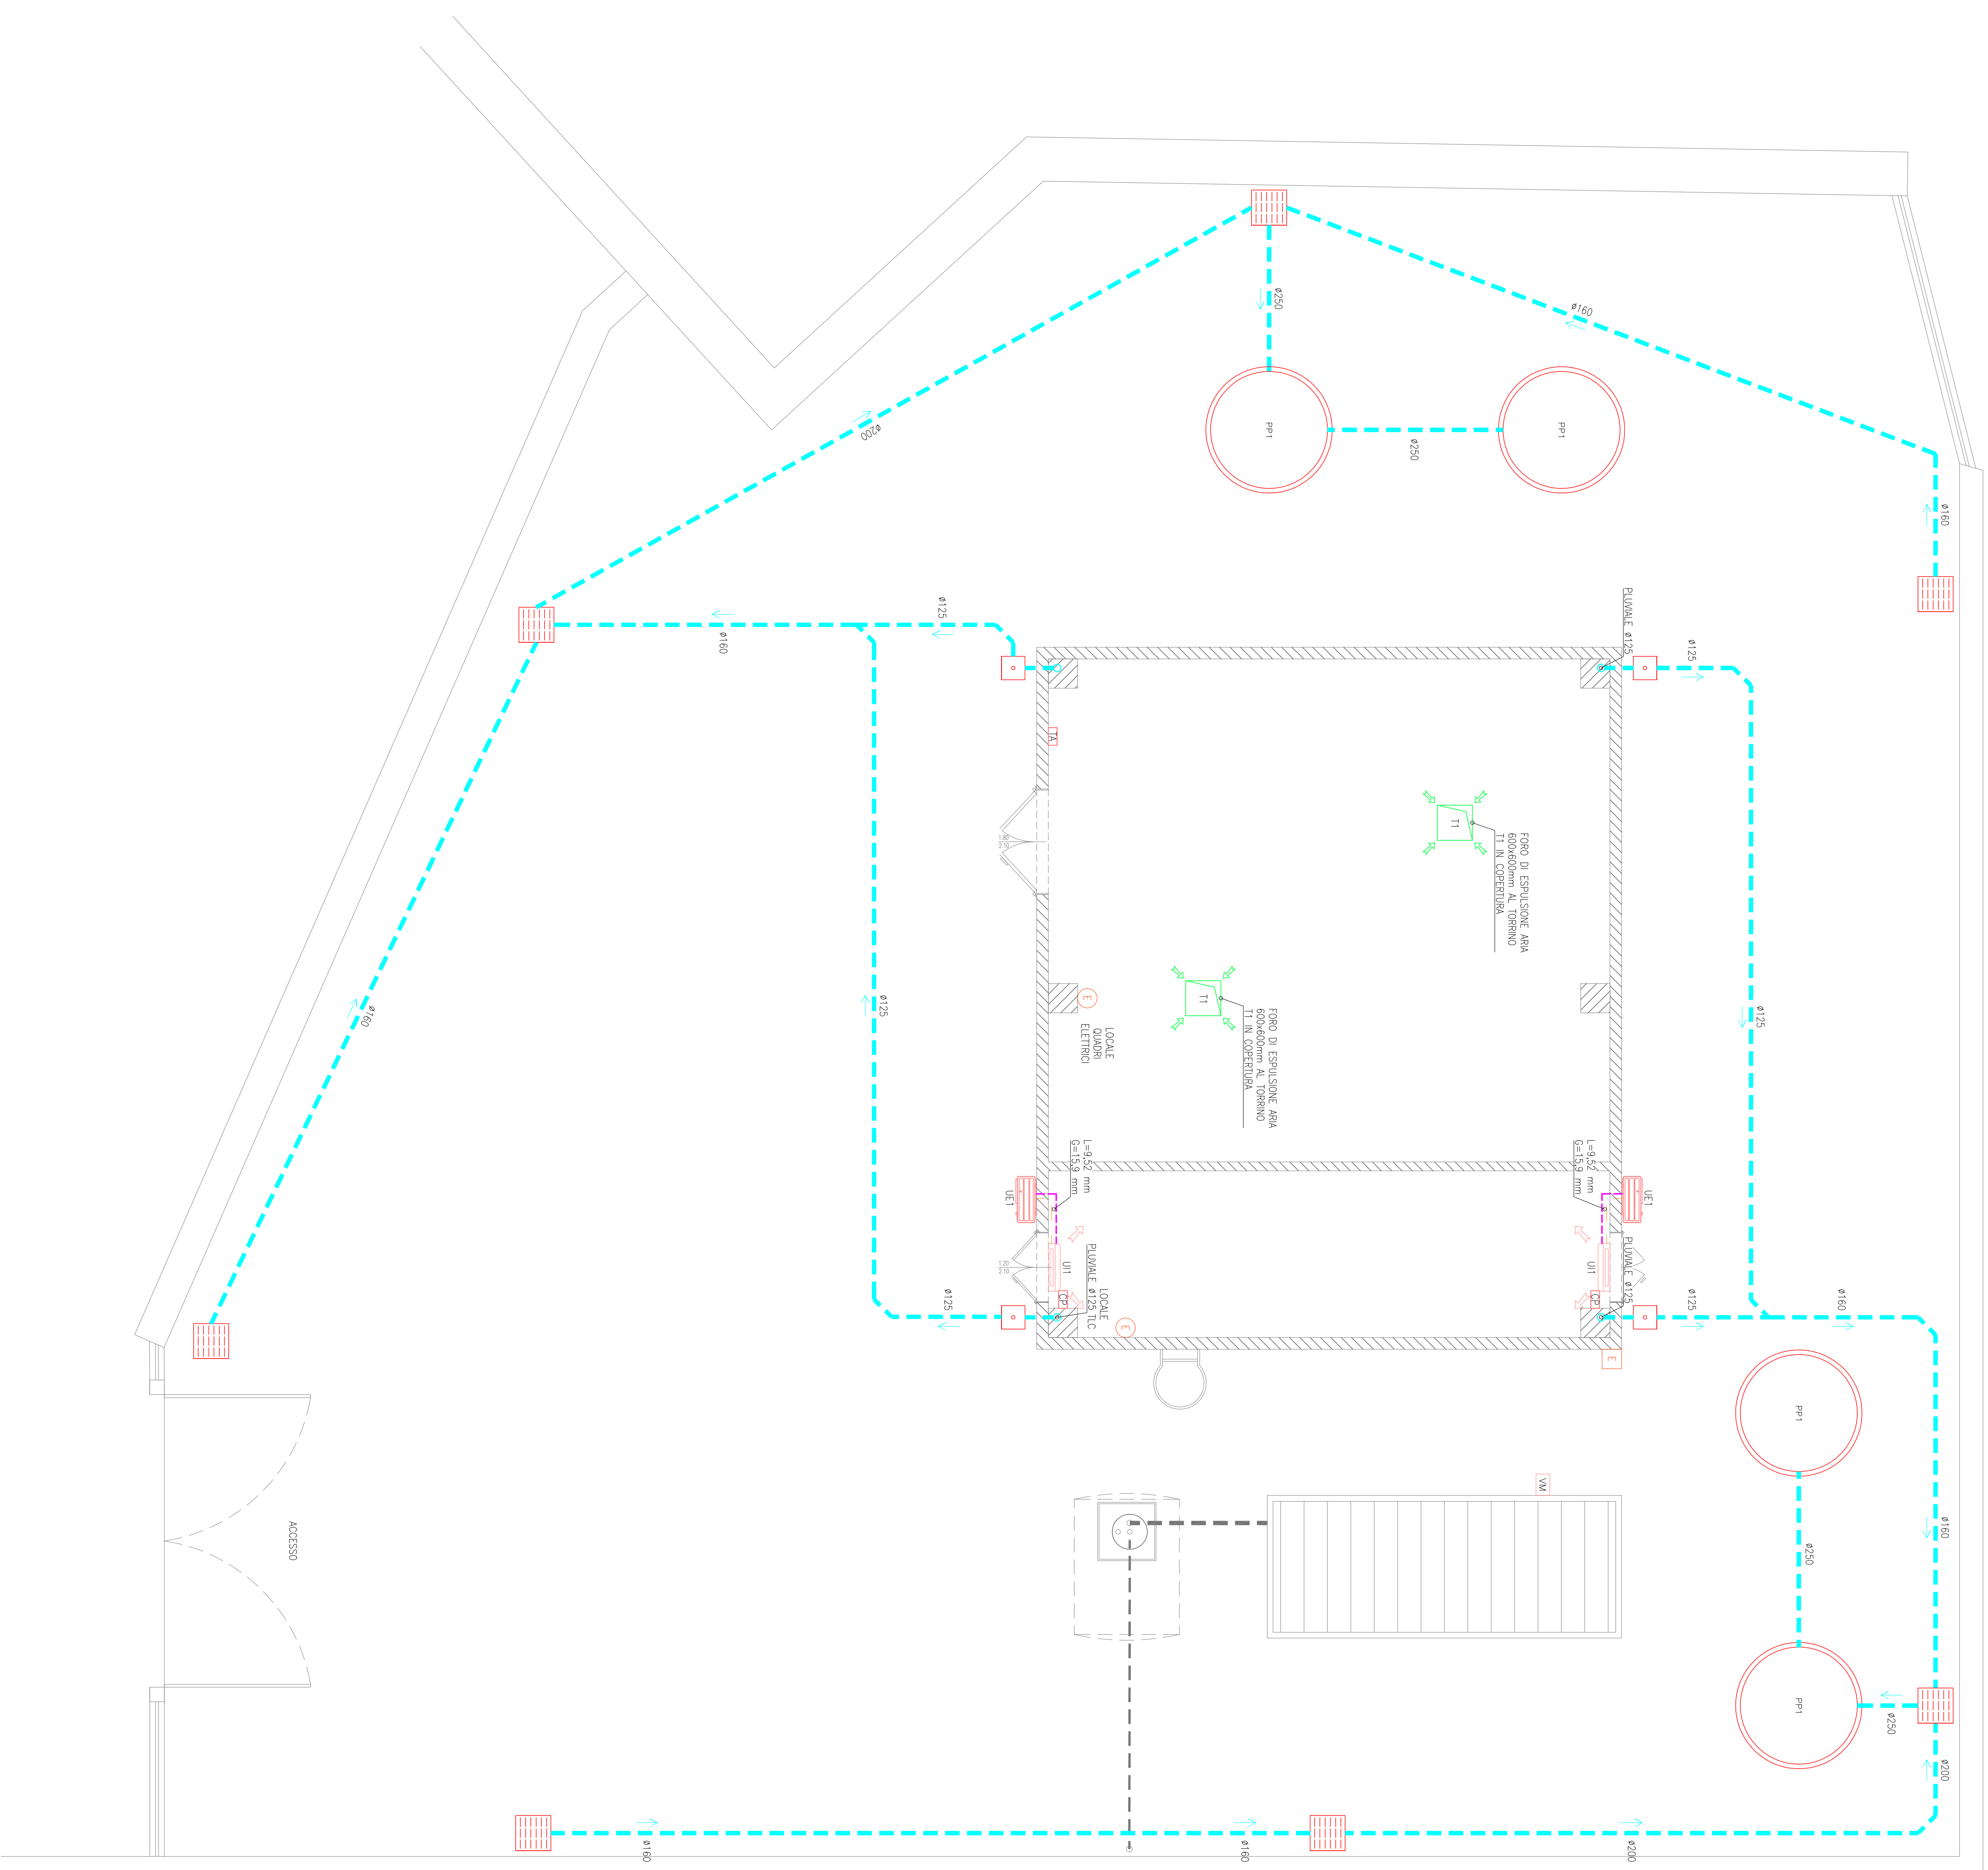 ø250
PP1
ø250
PP1
ø160
ø160
ø200
ø125
ø160
PLUVIALE ø125
ø125
TA
T1
FORO DI ESPULSIONE ARIA
600x600mm AL TORRINO
T1 IN COPERTURA
1.80
2.10
E
LOCALE
QUADRI
ELETTRICI
T1
FORO DI ESPULSIONE ARIA
600x600mm AL TORRINO
T1 IN COPERTURA
ø160
ø125
ø125
L=9,52 mm
G=15,9 mm
L=9,52 mm
G=15,9 mm
UE1
UE1
UI1
UI1
PLUVIALE ø125
PLUVIALE ø125
LOCALE
TLC
CP
CP
1.20
2.10
E
E
ø125
ø125
ø160
PP1
VM
ø160
ø250
ACCESSO
PP1
ø250
ø200
ø160
ø160
ø200